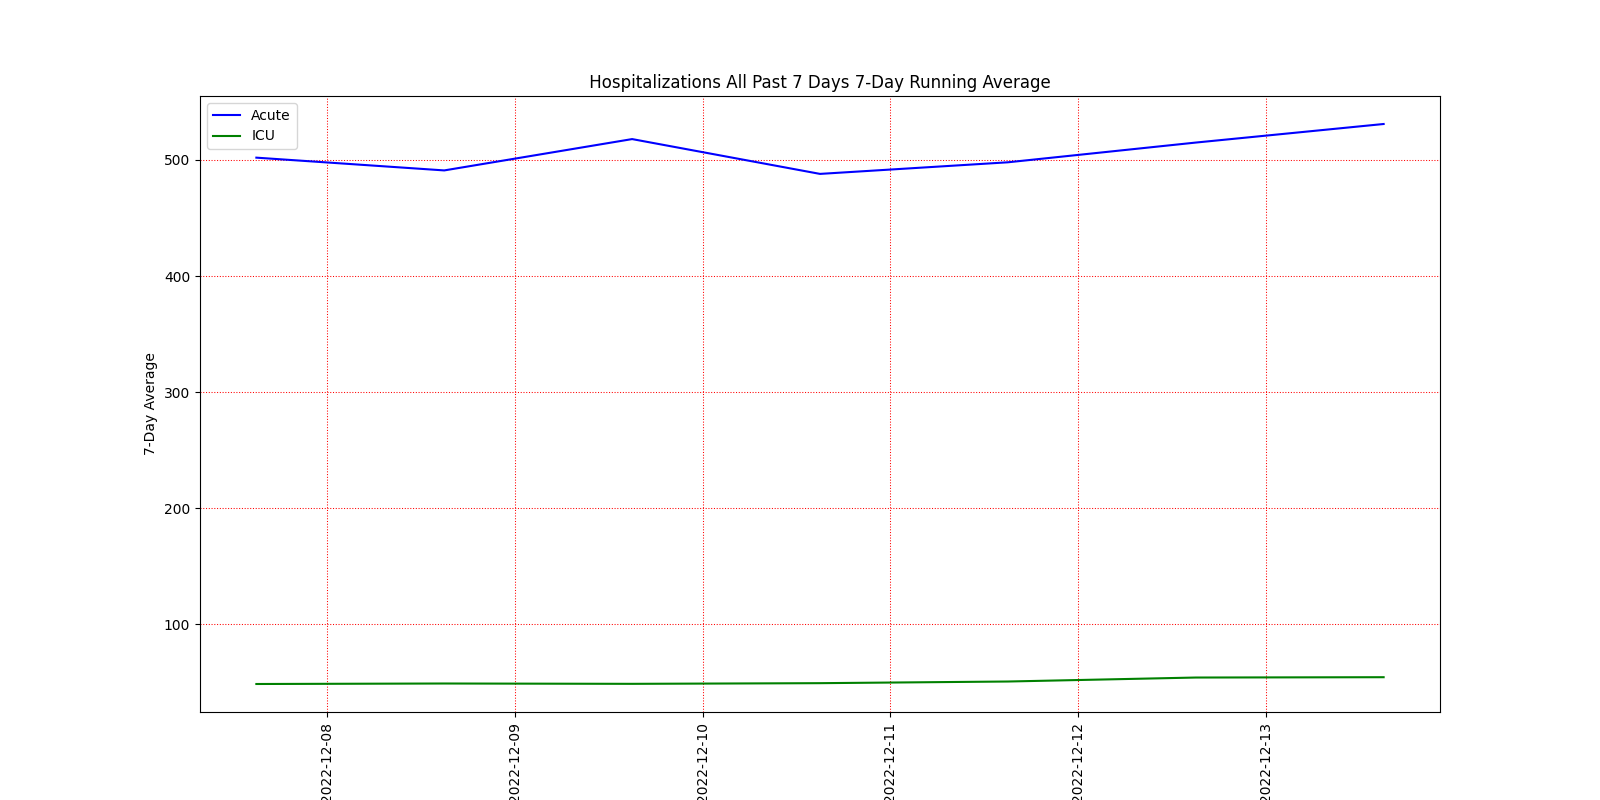 Hospitalizations All Past 7 Days 7-Day Running Average
Acute
ICU
500
400
300
200
100
7-Day Average
2022-12-08
2022-12-09
2022-12-10
2022-12-11
2022-12-12
2022-12-13